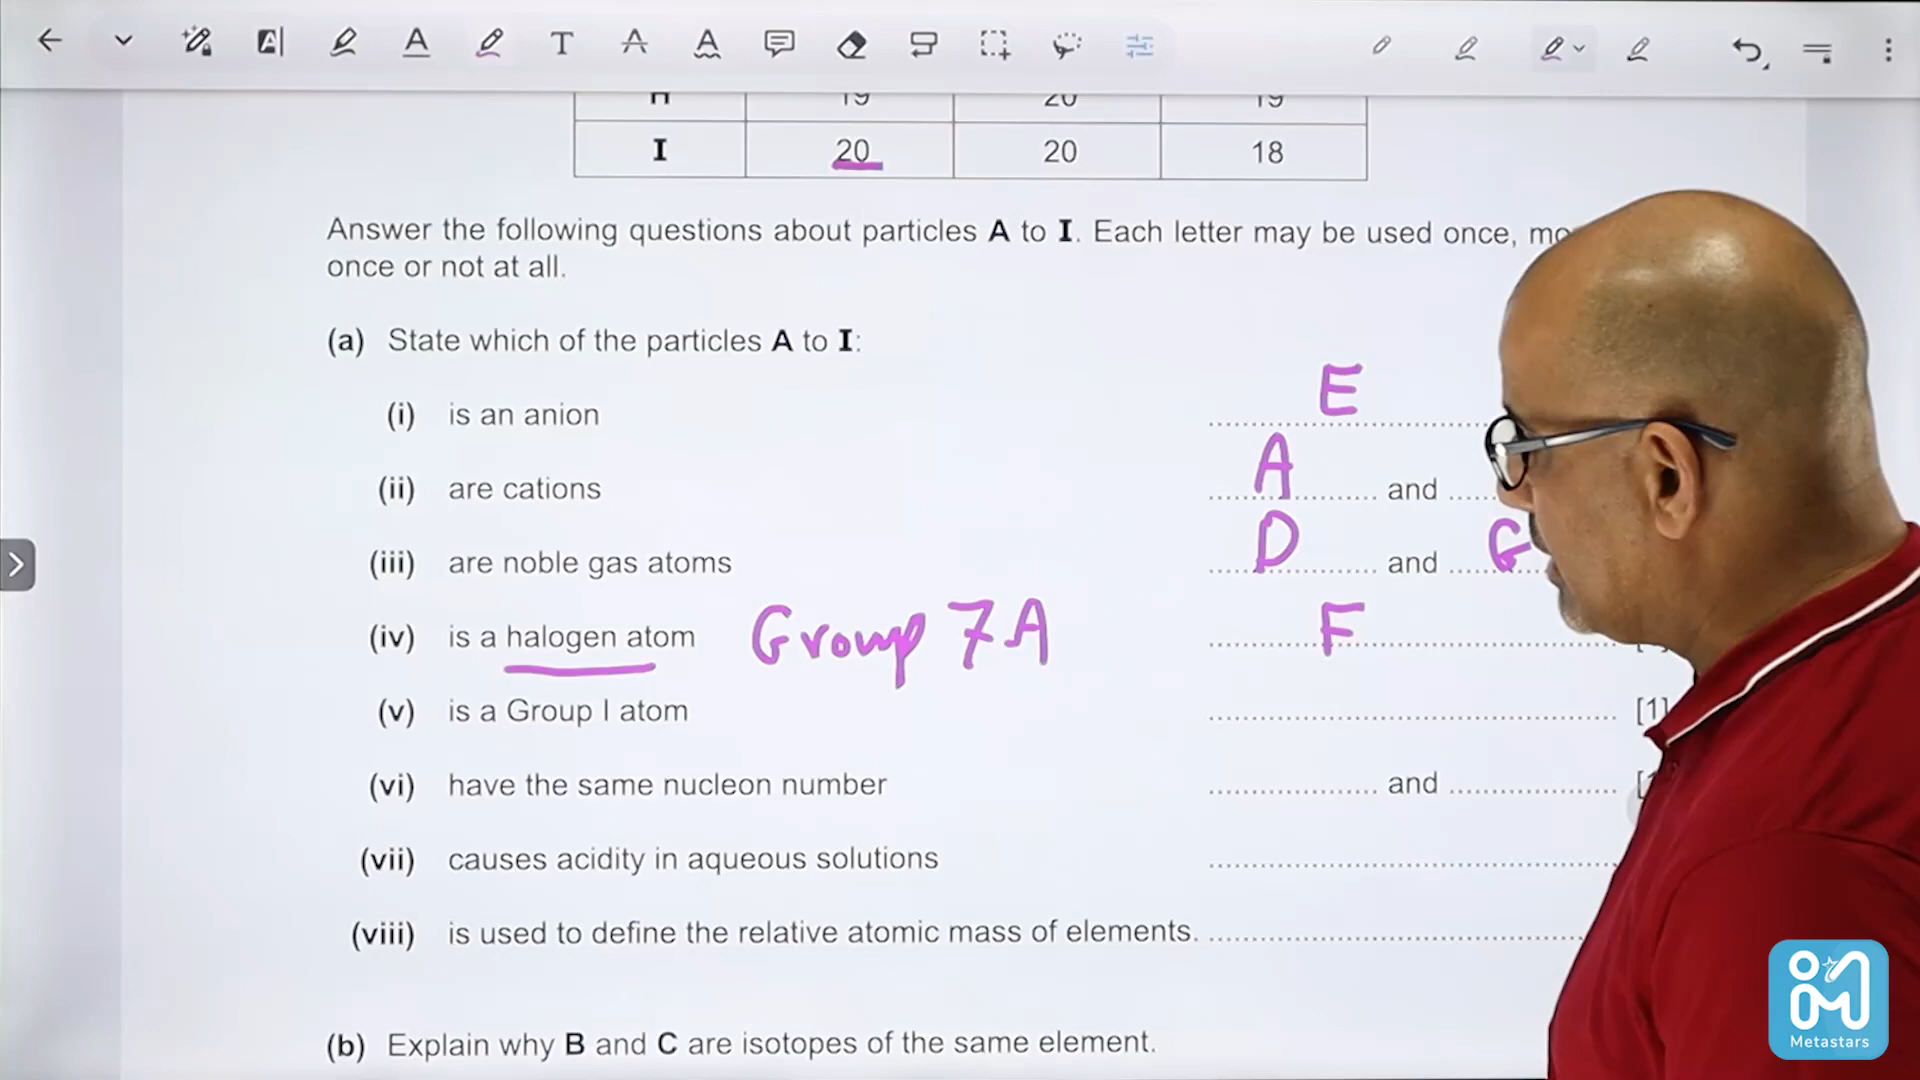 I 20 20 18
Answer the following questions about particles A to I. Each letter may be used once,
once or not at all.
(a) State which of the particles A to I:
(i) is an anion E
(ii) are cations A and
(iii) are noble gas atoms D and G
(iv) is a halogen atom Group 7A F
(v) is a Group I atom [1]
(vi) have the same nucleon number and
(vii) causes acidity in aqueous solutions
(viii) is used to define the relative atomic mass of elements.
(b) Explain why B and C are isotopes of the same element.
Metastars